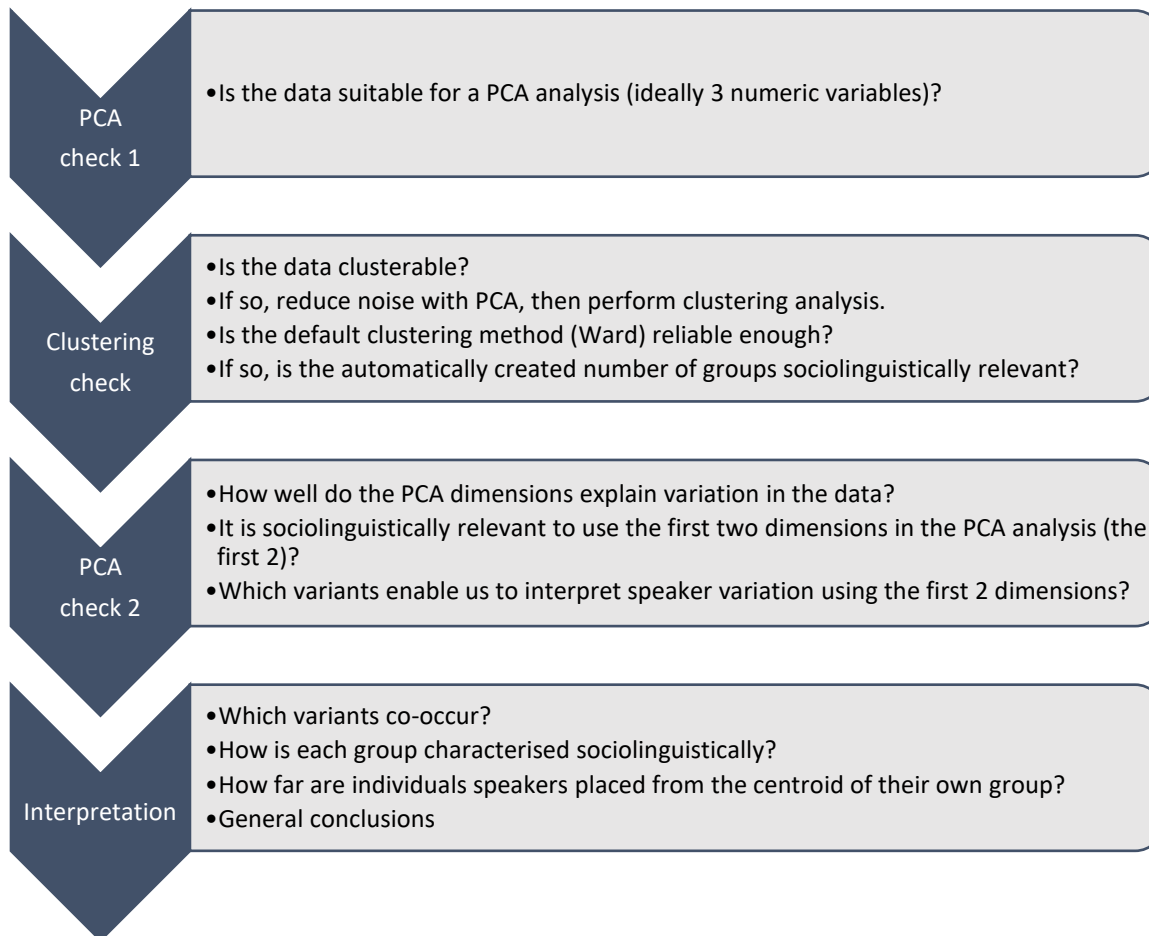 PCA
check 1
•Is the data suitable for a PCA analysis (ideally 3 numeric variables)?
Clustering
check
•Is the data clusterable?
•If so, reduce noise with PCA, then perform clustering analysis.
•Is the default clustering method (Ward) reliable enough?
•If so, is the automatically created number of groups sociolinguistically relevant?
PCA
check 2
•How well do the PCA dimensions explain variation in the data?
•It is sociolinguistically relevant to use the first two dimensions in the PCA analysis (the
first 2)?
•Which variants enable us to interpret speaker variation using the first 2 dimensions?
Interpretation
•Which variants co-occur?
•How is each group characterised sociolinguistically?
•How far are individuals speakers placed from the centroid of their own group?
•General conclusions